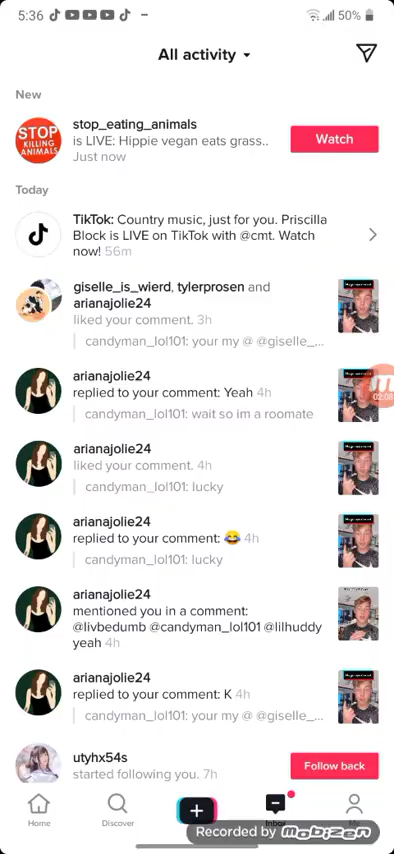 5:36
50%
All activity
New
STOP
KILLING
ANIMALS
stop_eating_animals
is LIVE: Hippie vegan eats grass..
Just now
Watch
Today
TikTok: Country music, just for you. Priscilla
Block is LIVE on TikTok with @cmt. Watch
now! 56m
giselle_is_wierd, tylerprosen and
arianajolie24
liked your comment. 3h
candyman_lol101: your my @ @giselle_...
arianajolie24
replied to your comment: Yeah 4h
candyman_lol101: wait so im a roomate
02:08
arianajolie24
liked your comment. 4h
candyman_lol101: lucky
arianajolie24
replied to your comment: 😂 4h
candyman_lol101: lucky
arianajolie24
mentioned you in a comment:
@livbedumb @candyman_lol101 @lilhuddy
yeah 4h
arianajolie24
replied to your comment: K 4h
candyman_lol101: your my @ @giselle_...
utyhx54s
started following you. 7h
Follow back
Home
Discover
Inbox
Me
Recorded by mobizen